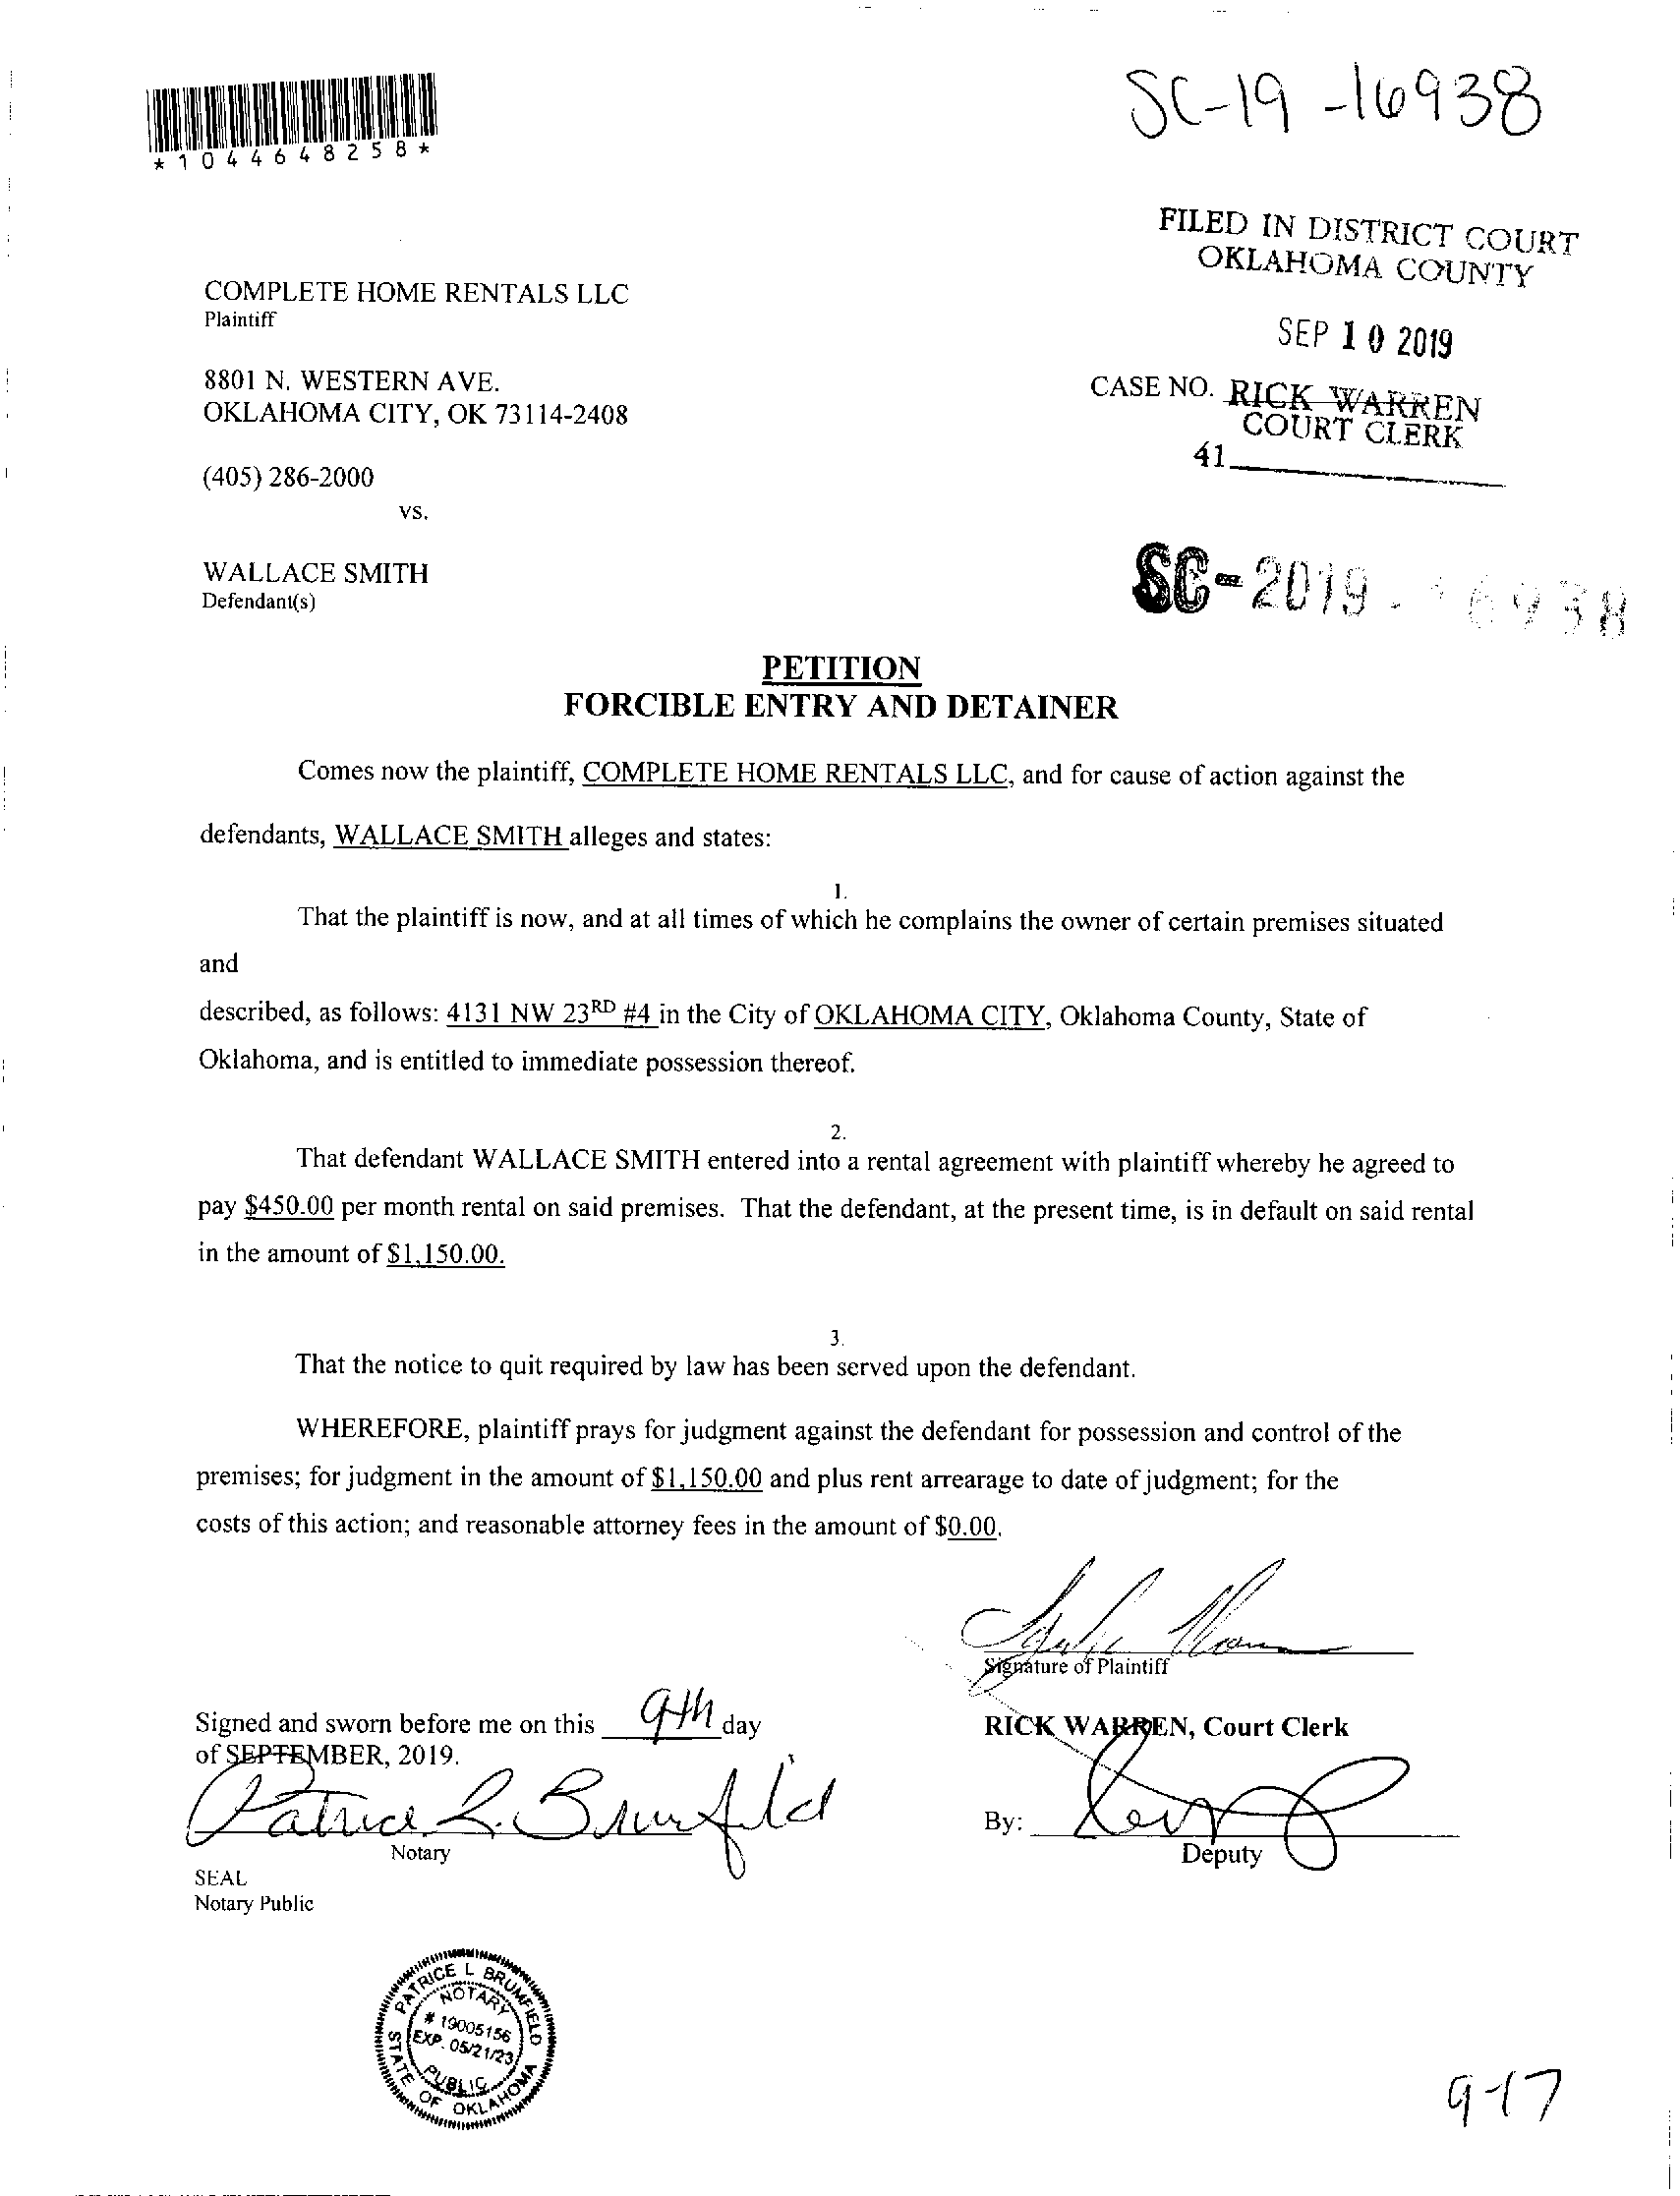 SC-19-16938
*1044648258*
FILED IN DISTRICT COURT
OKLAHOMA COUNTY
SEP 10 2019
COMPLETE HOME RENTALS LLC
Plaintiff
8801 N. WESTERN AVE.
OKLAHOMA CITY, OK 73114-2408
CASE NO. RICK WARREN
COURT CLERK
41
(405) 286-2000
vs.
WALLACE SMITH
Defendant(s)
SC-2019- 6938
PETITION
FORCIBLE ENTRY AND DETAINER
Comes now the plaintiff, COMPLETE HOME RENTALS LLC, and for cause of action against the
defendants, WALLACE SMITH alleges and states:
1.
That the plaintiff is now, and at all times of which he complains the owner of certain premises situated
and
described, as follows: 4131 NW 23RD #4 in the City of OKLAHOMA CITY, Oklahoma County, State of
Oklahoma, and is entitled to immediate possession thereof.
2.
That defendant WALLACE SMITH entered into a rental agreement with plaintiff whereby he agreed to
pay $450.00 per month rental on said premises. That the defendant, at the present time, is in default on said rental
in the amount of $1,150.00.
3.
That the notice to quit required by law has been served upon the defendant.
WHEREFORE, plaintiff prays for judgment against the defendant for possession and control of the
premises; for judgment in the amount of $1,150.00 and plus rent arrearage to date of judgment; for the
costs of this action; and reasonable attorney fees in the amount of $0.00.
Signature of Plaintiff
Signed and sworn before me on this 9th day
of SEPTEMBER, 2019.
Patrice L. Brumfield
Notary
SEAL
Notary Public
RICK WARREN, Court Clerk
By:
Deputy
PATRICE L BRUMFIELD
NOTARY
# 19005156
EXP. 05/21/23
PUBLIC
STATE OF OKLAHOMA
9-17